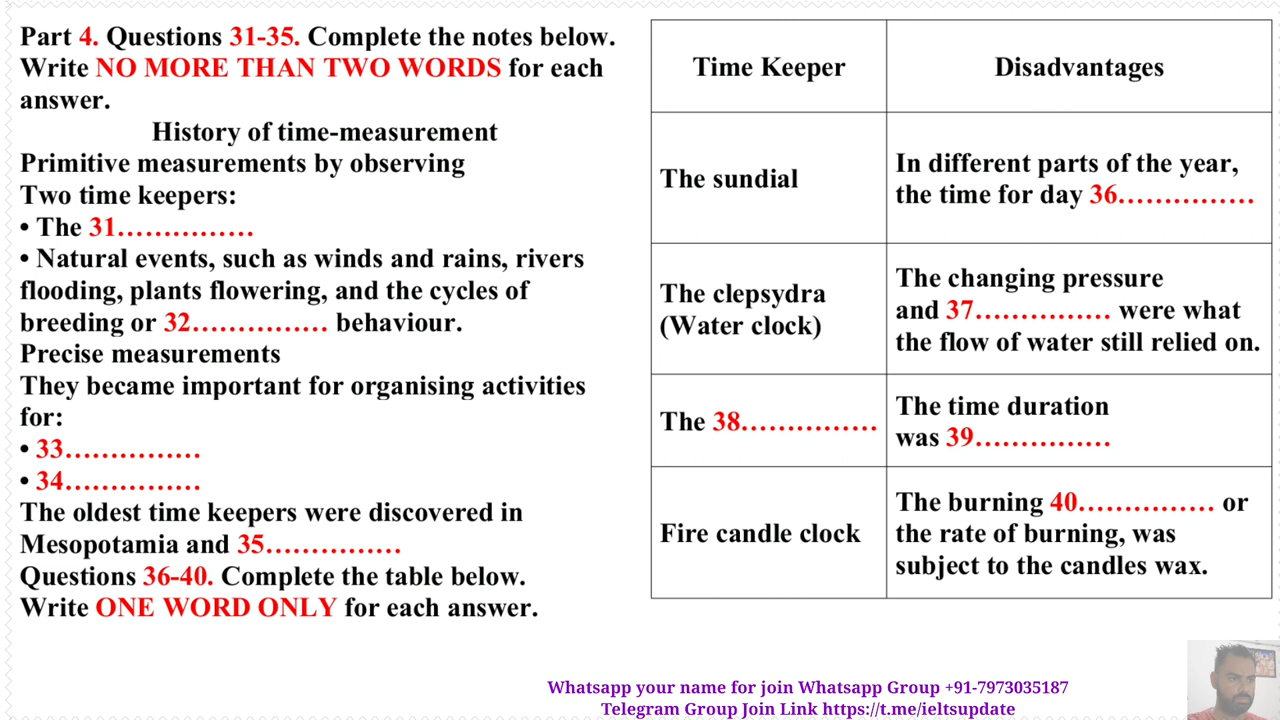 Part 4. Questions 31-35. Complete the notes below.
Write NO MORE THAN TWO WORDS for each
answer.
History of time-measurement
Primitive measurements by observing
Two time keepers:
• The 31……………
• Natural events, such as winds and rains, rivers
flooding, plants flowering, and the cycles of
breeding or 32…………… behaviour.
Precise measurements
They became important for organising activities
for:
• 33……………
• 34……………
The oldest time keepers were discovered in
Mesopotamia and 35……………
Questions 36-40. Complete the table below.
Write ONE WORD ONLY for each answer.
Time Keeper
Disadvantages
The sundial
In different parts of the year,
the time for day 36……………
The clepsydra
(Water clock)
The changing pressure
and 37…………… were what
the flow of water still relied on.
The 38……………
The time duration
was 39……………
Fire candle clock
The burning 40…………… or
the rate of burning, was
subject to the candles wax.
Whatsapp your name for join Whatsapp Group +91-7973035187
Telegram Group Join Link https://t.me/ieltsupdate